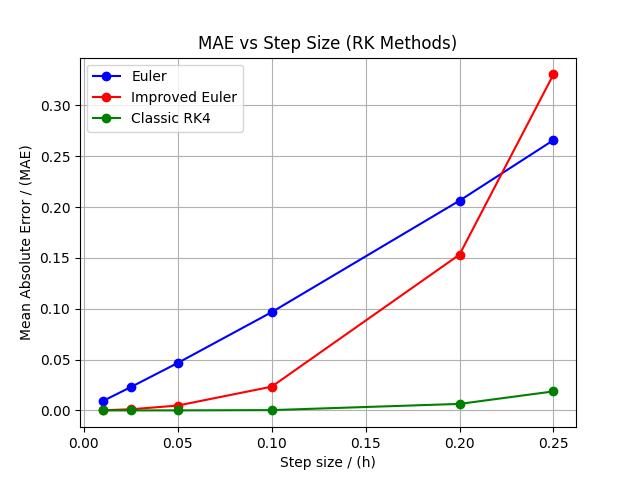 MAE vs Step Size (RK Methods)
Euler
Improved Euler
Classic RK4
Mean Absolute Error / (MAE)
0.30
0.25
0.20
0.15
0.10
0.05
0.00
0.00 0.05 0.10 0.15 0.20 0.25
Step size / (h)